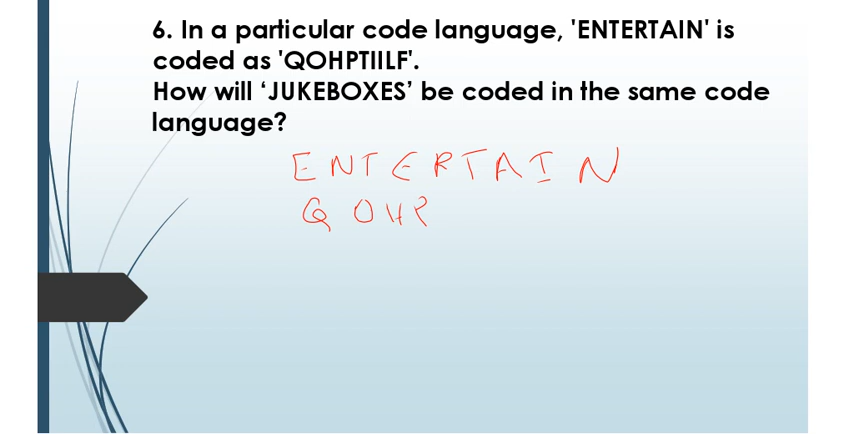 6. In a particular code language, 'ENTERTAIN' is
coded as 'QOHPTIILF'.
How will ‘JUKEBOXES’ be coded in the same code
language?
ENTERTAIN
QOHP